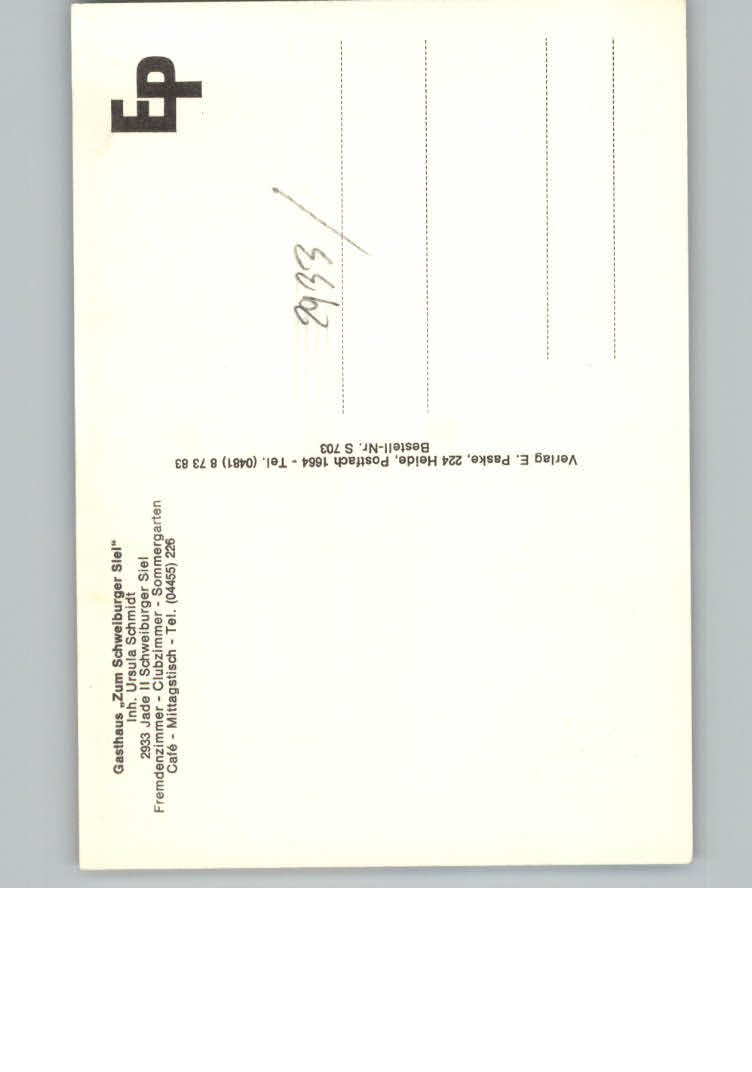 Gasthaus „Zum Schweiburger Siel“
Inh. Ursula Schmidt
2933 Jade II Schweiburger Siel
Fremdenzimmer - Clubzimmer - Sommergarten
Café - Mittagstisch - Tel. (04455) 226
Verlag E. Paske, 224 Heide, Postfach 1664 - Tel. (0481) 8 73 83
Bestell-Nr. S 703
Ep
2933 /